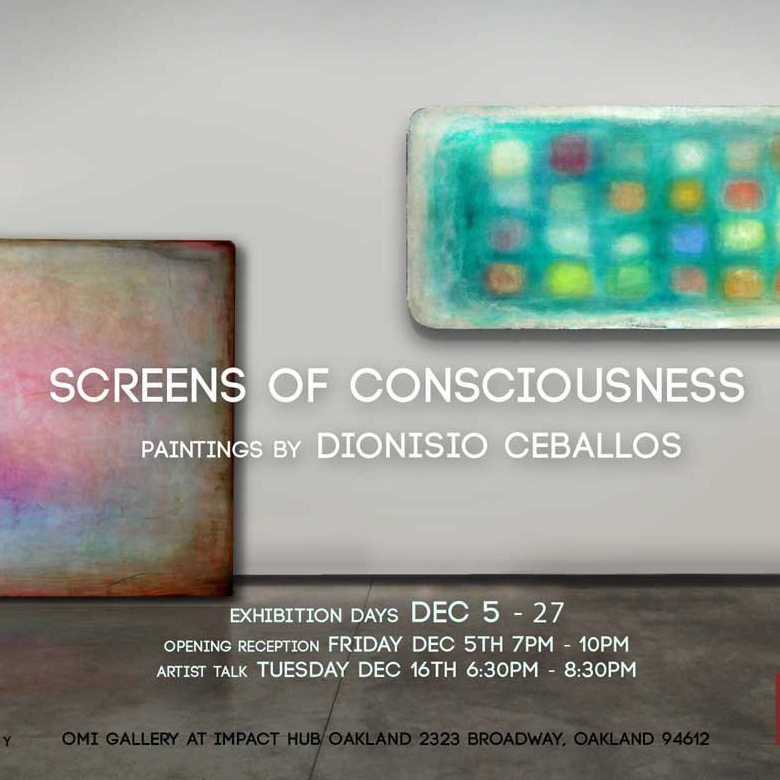 SCREENS OF CONSCIOUSNESS
PAINTINGS BY DIONISIO CEBALLOS
EXHIBITION DAYS DEC 5 - 27
OPENING RECEPTION FRIDAY DEC 5TH 7PM - 10PM
ARTIST TALK TUESDAY DEC 16TH 6:30PM - 8:30PM
Y OMI GALLERY AT IMPACT HUB OAKLAND 2323 BROADWAY, OAKLAND 94612